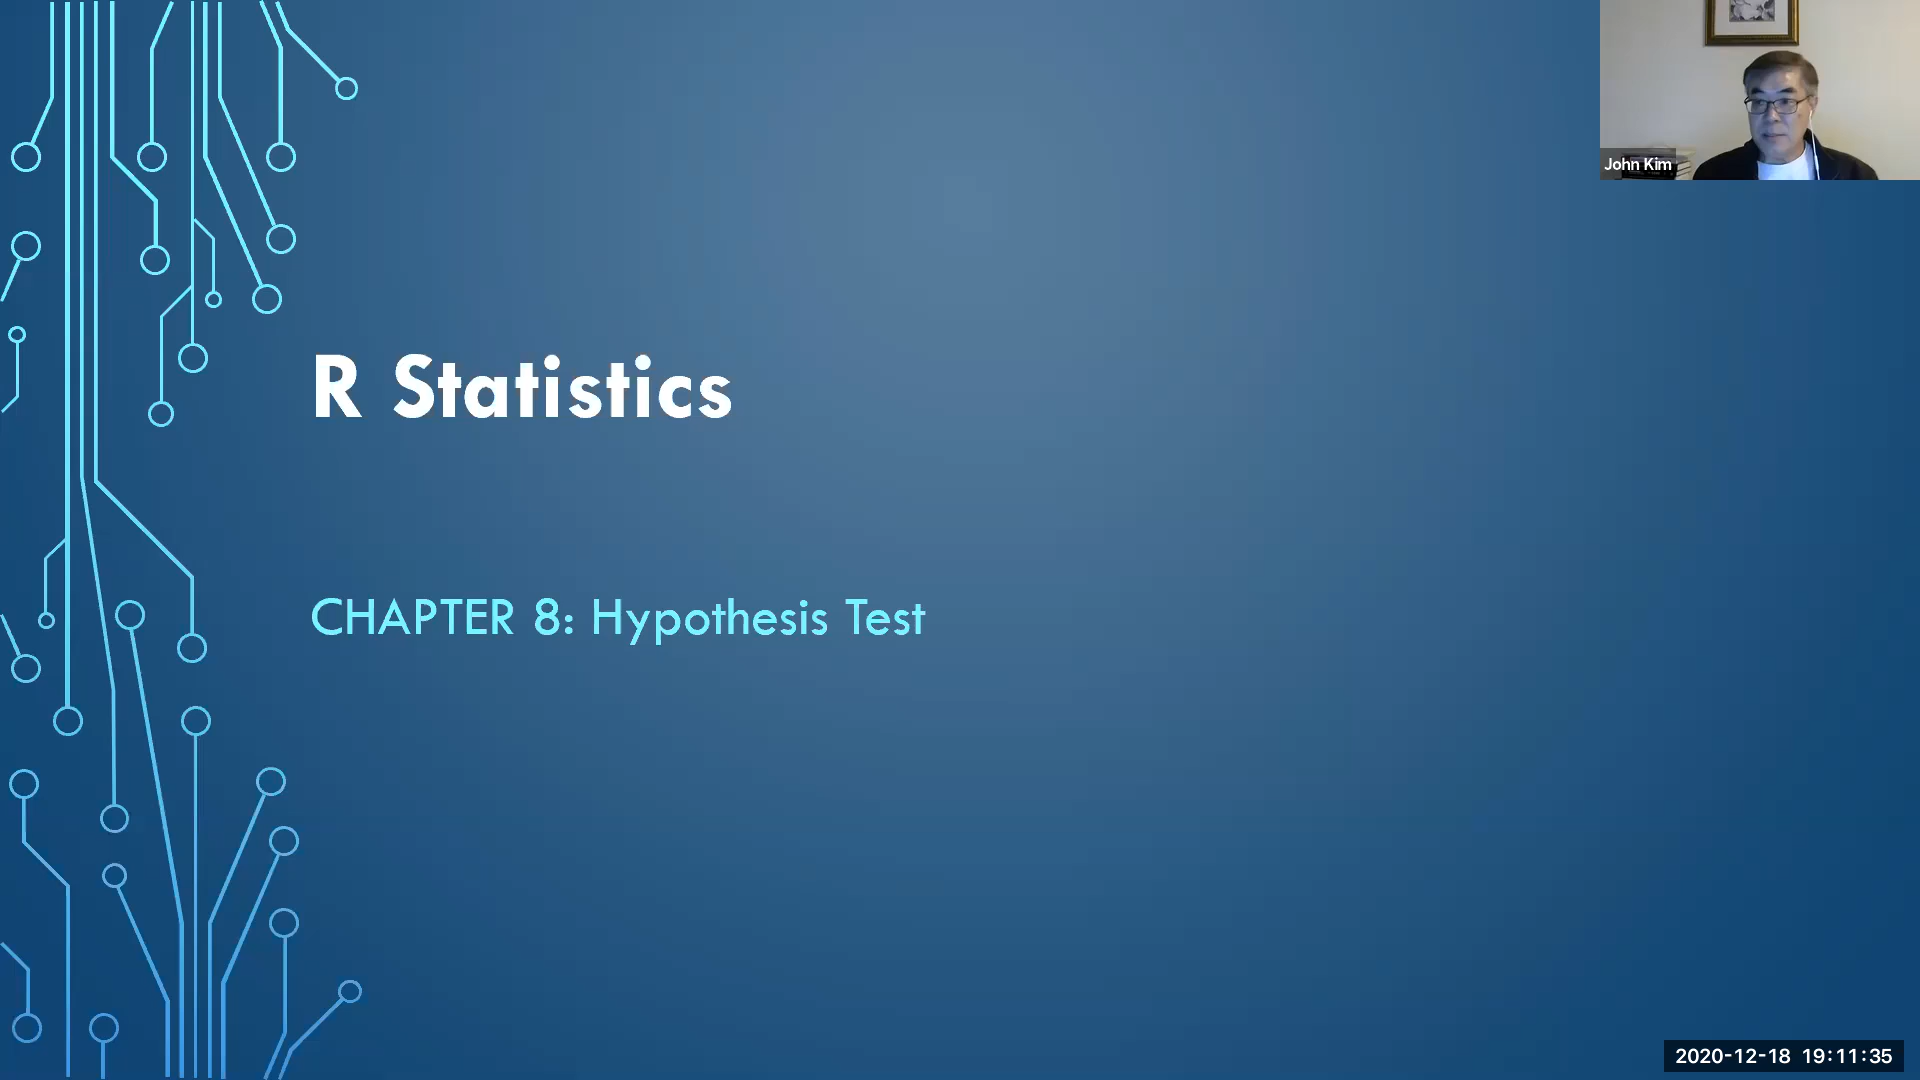 John Kim
R Statistics
CHAPTER 8: Hypothesis Test
2020-12-18 19:11:35